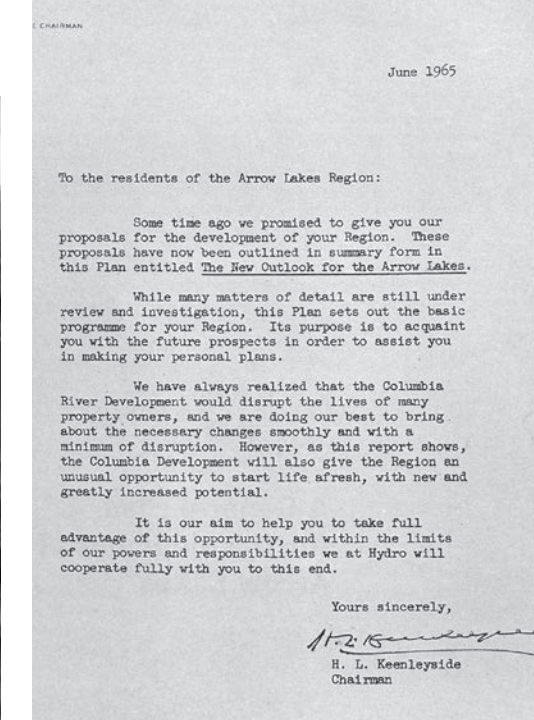 CHAIRMAN
June 1965
To the residents of the Arrow Lakes Region:
Some time ago we promised to give you our
proposals for the development of your Region. These
proposals have now been outlined in summary form in
this Plan entitled The New Outlook for the Arrow Lakes.
While many matters of detail are still under
review and investigation, this Plan sets out the basic
programme for your Region. Its purpose is to acquaint
you with the future prospects in order to assist you
in making your personal plans.
We have always realized that the Columbia
River Development would disrupt the lives of many
property owners, and we are doing our best to bring
about the necessary changes smoothly and with a
minimum of disruption. However, as this report shows,
the Columbia Development will also give the Region an
unusual opportunity to start life afresh, with new and
greatly increased potential.
It is our aim to help you to take full
advantage of this opportunity, and within the limits
of our powers and responsibilities we at Hydro will
cooperate fully with you to this end.
Yours sincerely,
H. L. Keenleyside
H. L. Keenleyside
Chairman